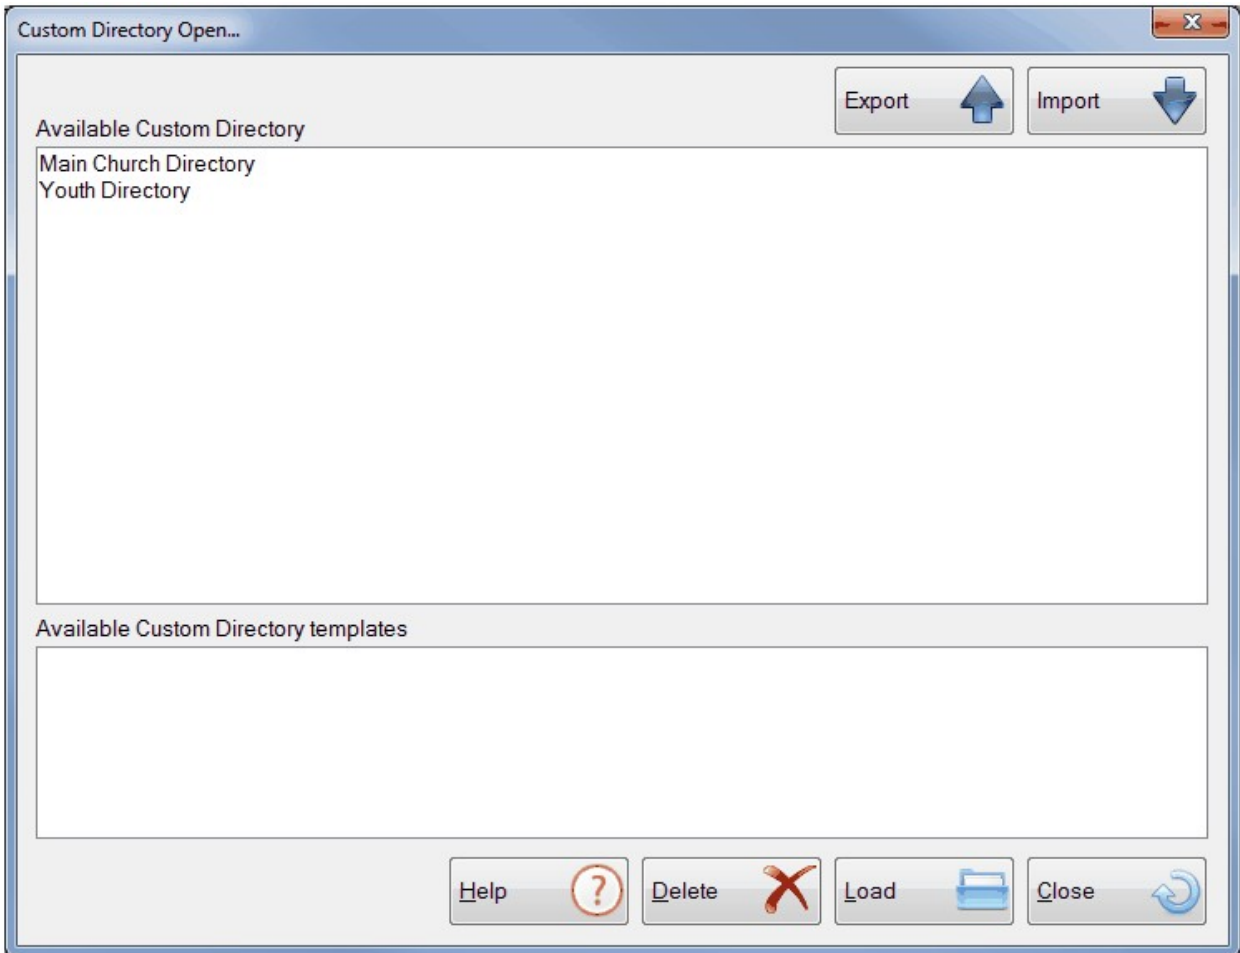 Custom Directory Open...
Export
Import
Available Custom Directory
Main Church Directory
Youth Directory
Available Custom Directory templates
Help
Delete
Load
Close